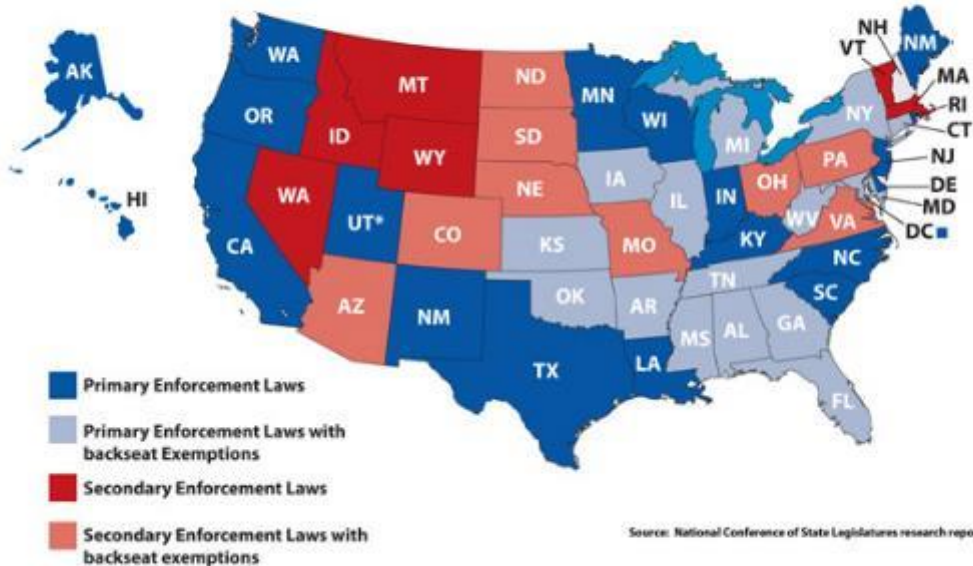 AK
HI
WA
OR
CA
ID
MT
WY
WA
UT*
AZ
CO
NM
ND
SD
NE
KS
OK
TX
MN
WI
IA
MO
AR
LA
IL
MI
IN
OH
KY
TN
MS
AL
GA
FL
SC
NC
VA
WV
PA
NY
VT
NH
NM
MA
RI
CT
NJ
DE
MD
DC
Primary Enforcement Laws
Primary Enforcement Laws with
backseat Exemptions
Secondary Enforcement Laws
Secondary Enforcement Laws with
backseat exemptions
Source: National Conference of State Legislatures research repo